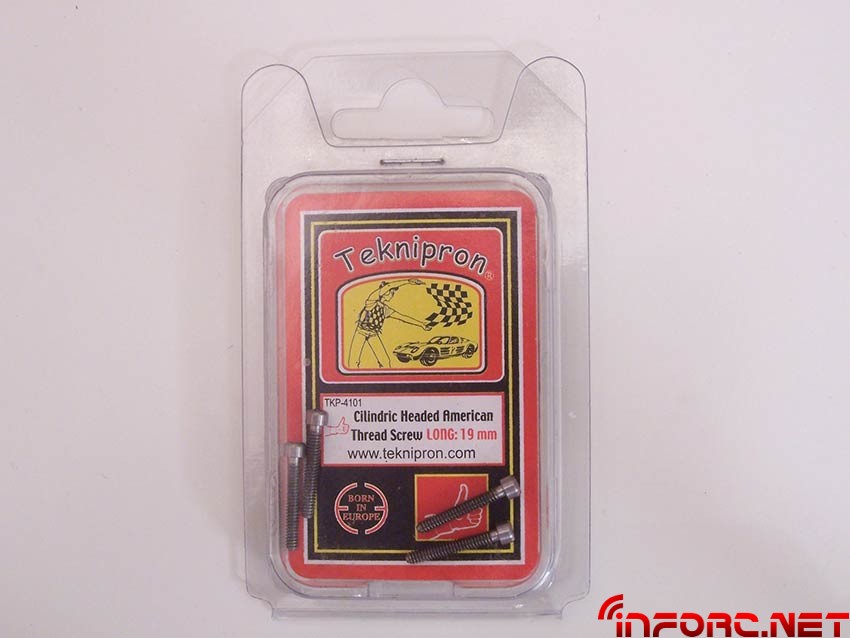 Teknipron®
TKP-4101
Cilindric Headed American
Thread Screw LONG: 19 mm
www.teknipron.com
BORN
IN
EUROPE
INFORC.NET